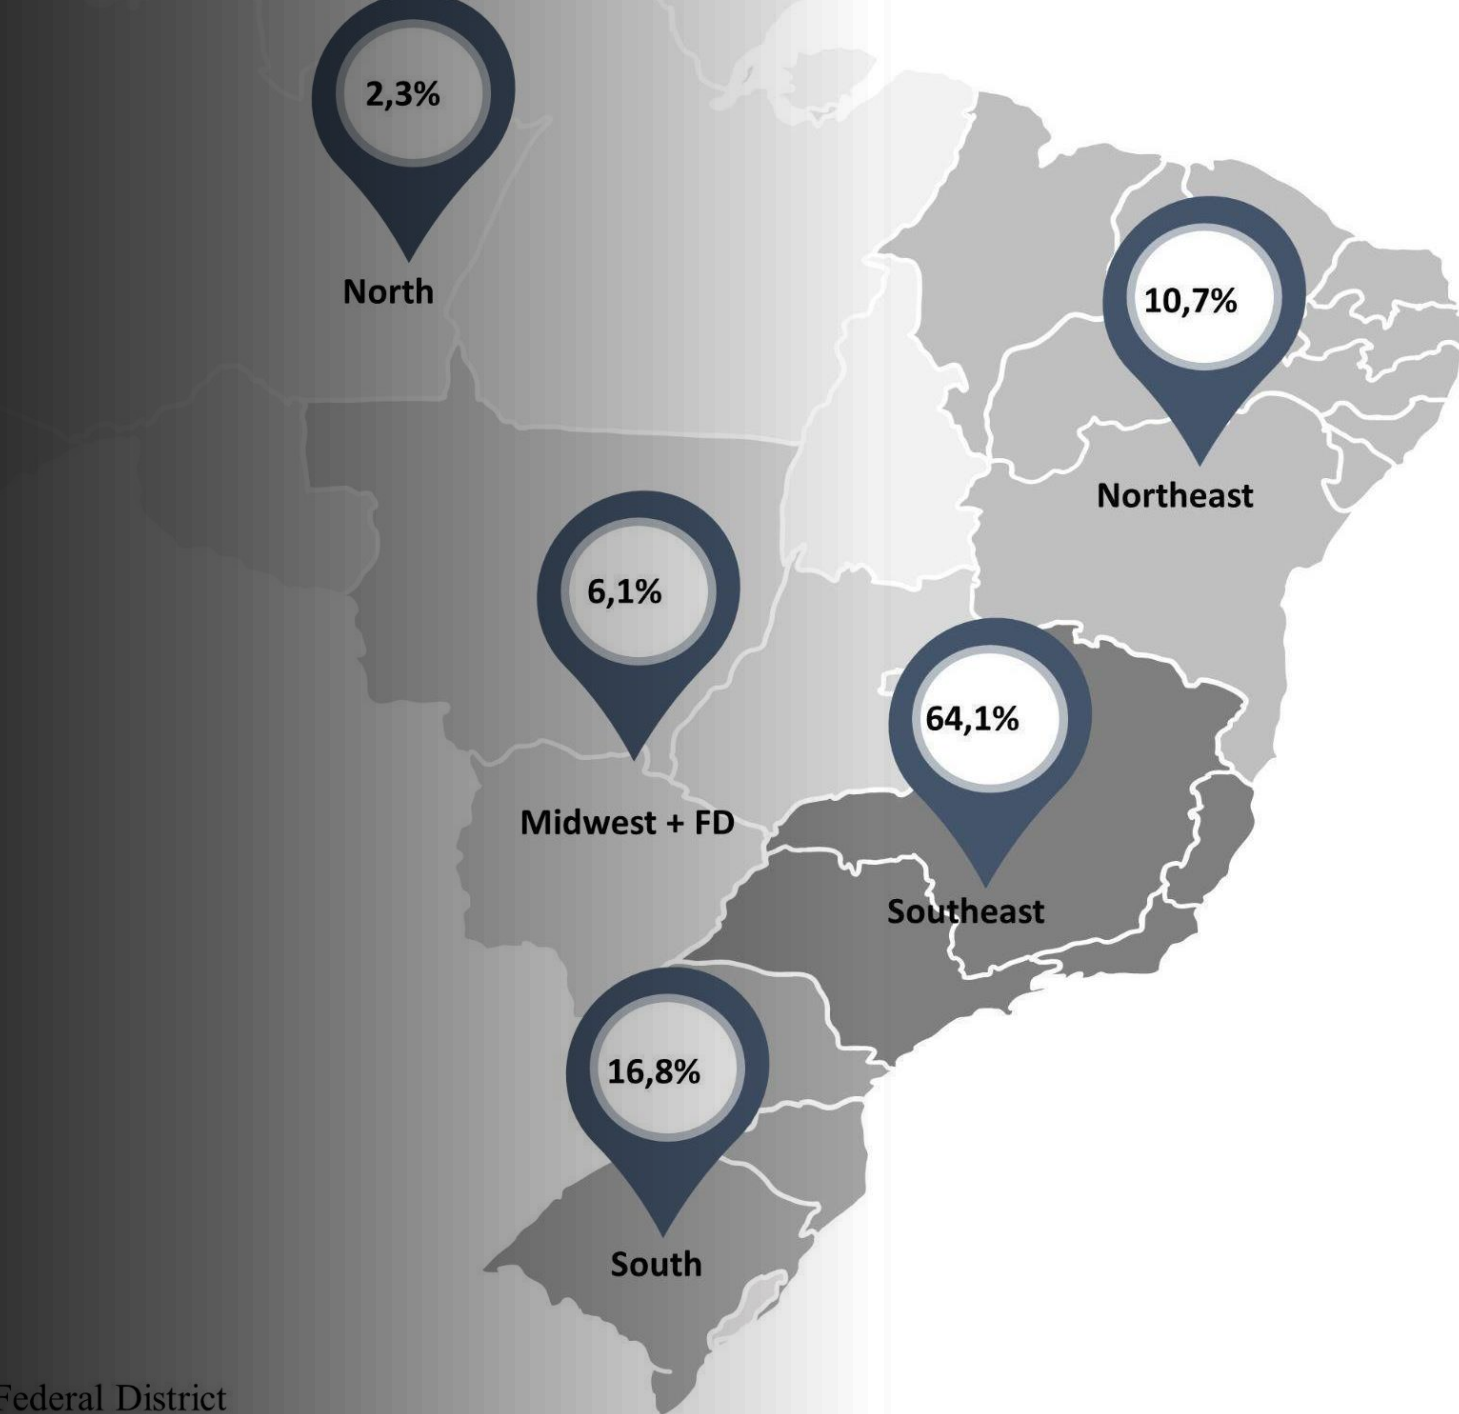 2,3%
North
10,7%
Northeast
6,1%
Midwest + FD
64,1%
Southeast
16,8%
South
Federal District